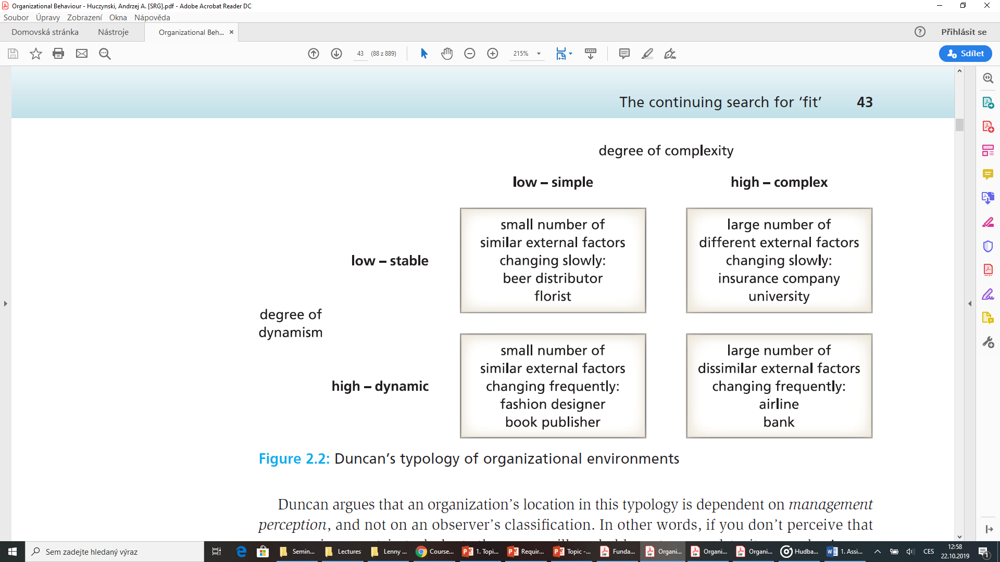 Organizational Behaviour - Huczynski, Andrzej A. [SRG].pdf - Adobe Acrobat Reader DC
Soubor Úpravy Zobrazení Okna Nápověda
Domovská stránka Nástroje Organizational Beh... × Přihlásit se
43 (88 z 889) 215% Sdílet
The continuing search for ‘fit’ 43
degree of complexity
low – simple high – complex
small number of
similar external factors
changing slowly:
beer distributor
florist
large number of
different external factors
changing slowly:
insurance company
university
low – stable
degree of
dynamism
high – dynamic
small number of
similar external factors
changing frequently:
fashion designer
book publisher
large number of
dissimilar external factors
changing frequently:
airline
bank
Figure 2.2: Duncan’s typology of organizational environments
Duncan argues that an organization’s location in this typology is dependent on management
perception, and not on an observer’s classification. In other words, if you don’t perceive that
Sem zadejte hledaný výraz
Semin... Lectures Lenny ... Course... 1. Topi... Requir... Topic -... Funda... Organi... Organi... Organi... Hudba... 1. Assi... CES 12:58
22.10.2019 1